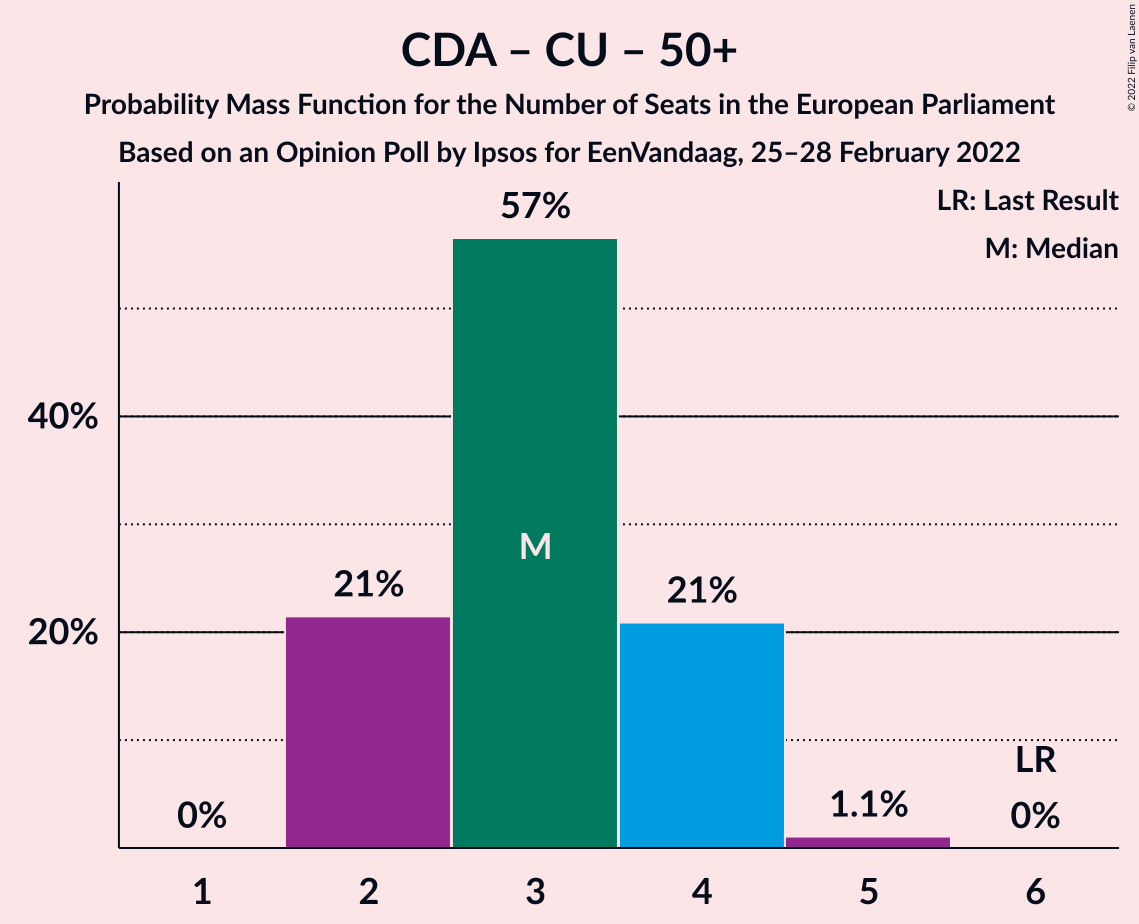 CDA – CU – 50+
Probability Mass Function for the Number of Seats in the European Parliament
Based on an Opinion Poll by Ipsos for EenVandaag, 25–28 February 2022
© 2022 Filip van Laenen
LR: Last Result
M: Median
57%
40%
M
21%
21%
20%
LR
1.1%
0%
0%
1 2 3 4 5 6